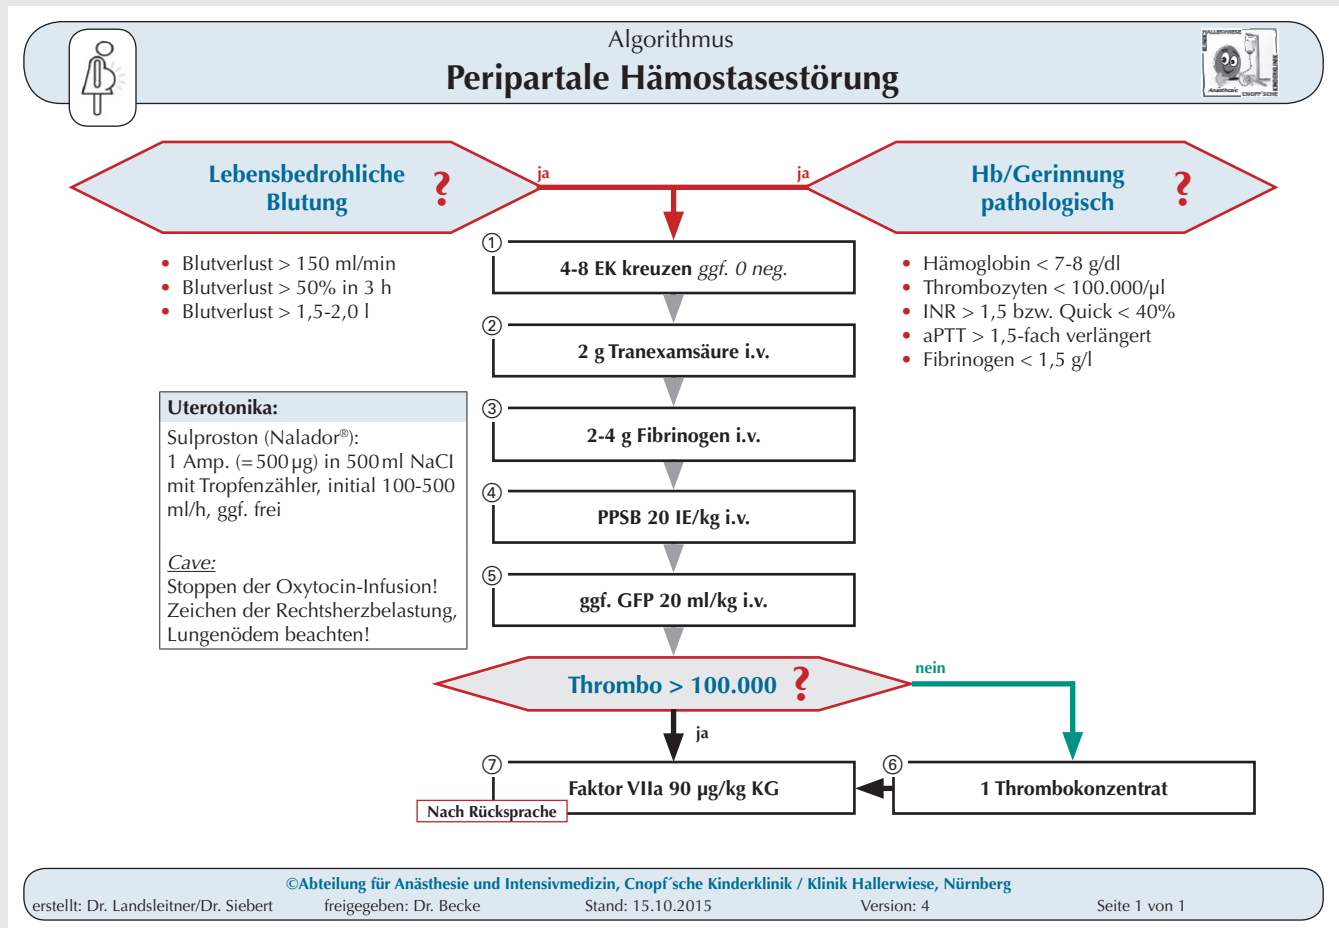 Algorithmus
Peripartale Hämostasestörung
HALLERWIESE
KINDERKLINIK
Anästhesie
CNOPF'SCHE
Lebensbedrohliche
Blutung
?
ja
ja
Hb/Gerinnung
pathologisch
?
• Blutverlust > 150 ml/min
• Blutverlust > 50% in 3 h
• Blutverlust > 1,5-2,0 l
• Hämoglobin < 7-8 g/dl
• Thrombozyten < 100.000/µl
• INR > 1,5 bzw. Quick < 40%
• aPTT > 1,5-fach verlängert
• Fibrinogen < 1,5 g/l
① 4-8 EK kreuzen ggf. 0 neg.
② 2 g Tranexamsäure i.v.
③ 2-4 g Fibrinogen i.v.
④ PPSB 20 IE/kg i.v.
⑤ ggf. GFP 20 ml/kg i.v.
Uterotonika:
Sulproston (Nalador®):
1 Amp. (=500µg) in 500ml NaCl
mit Tropfenzähler, initial 100-500
ml/h, ggf. frei
Cave:
Stoppen der Oxytocin-Infusion!
Zeichen der Rechtsherzbelastung,
Lungenödem beachten!
Thrombo > 100.000 ?
nein
ja
⑦ Faktor VIIa 90 µg/kg KG
Nach Rücksprache
⑥ 1 Thrombokonzentrat
©Abteilung für Anästhesie und Intensivmedizin, Cnopf´sche Kinderklinik / Klinik Hallerwiese, Nürnberg
erstellt: Dr. Landsleitner/Dr. Siebert freigegeben: Dr. Becke Stand: 15.10.2015 Version: 4 Seite 1 von 1